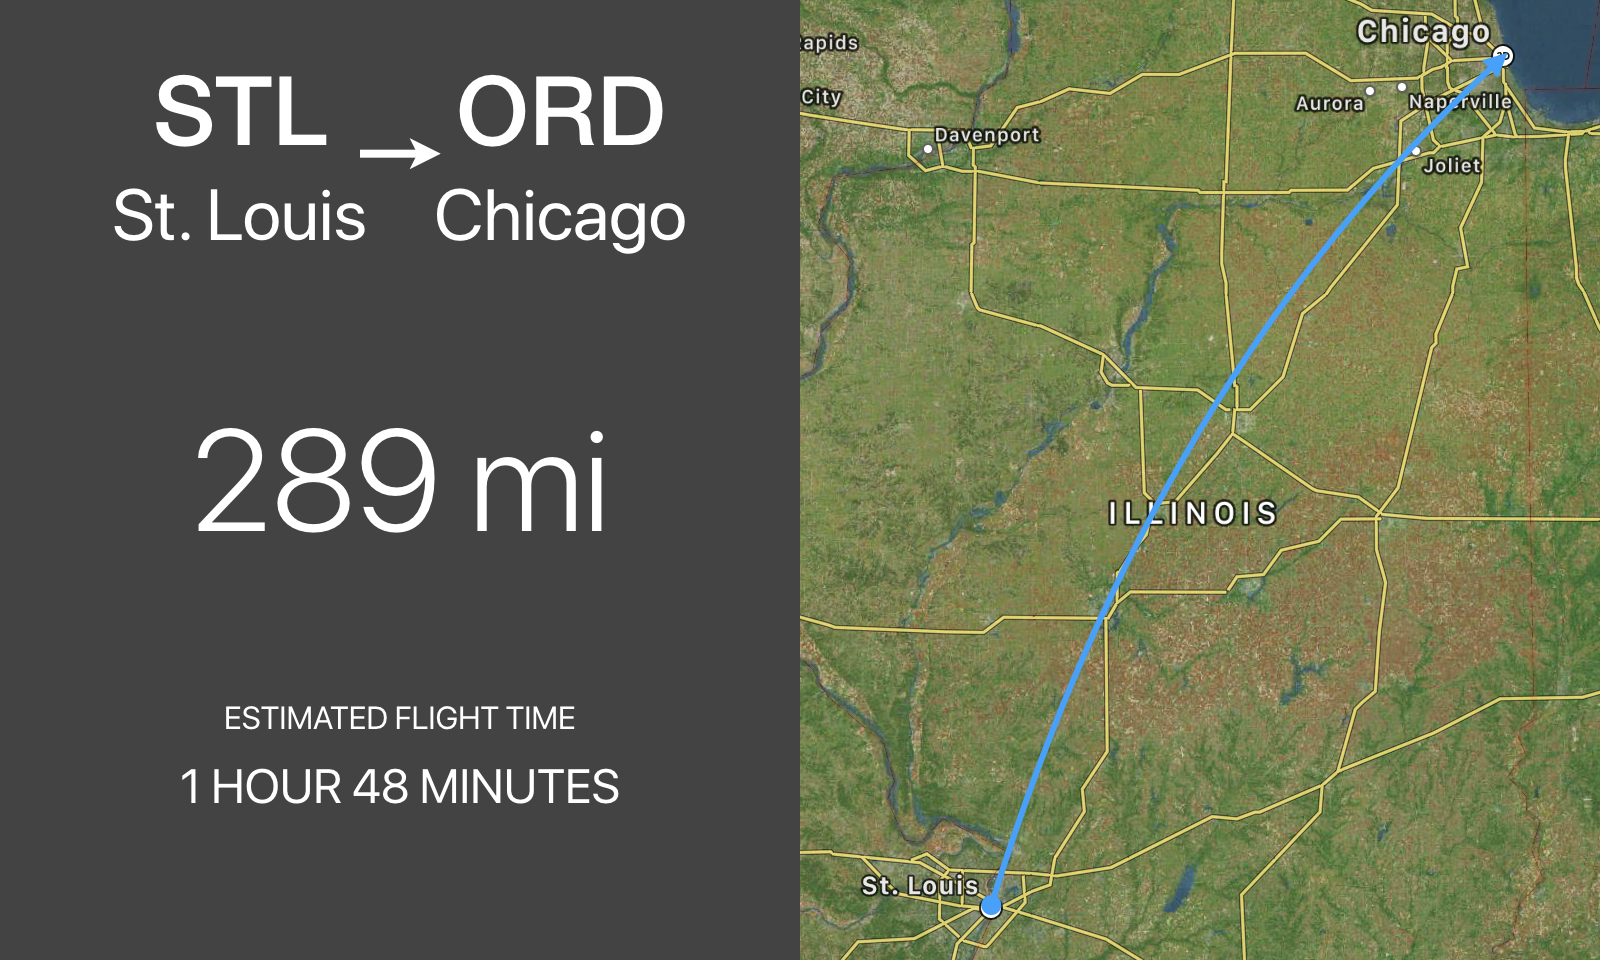 STL → ORD
St. Louis Chicago
289 mi
ESTIMATED FLIGHT TIME
1 HOUR 48 MINUTES
Chicago
Rapids
City
Aurora
Naperville
Davenport
Joliet
ILLINOIS
St. Louis